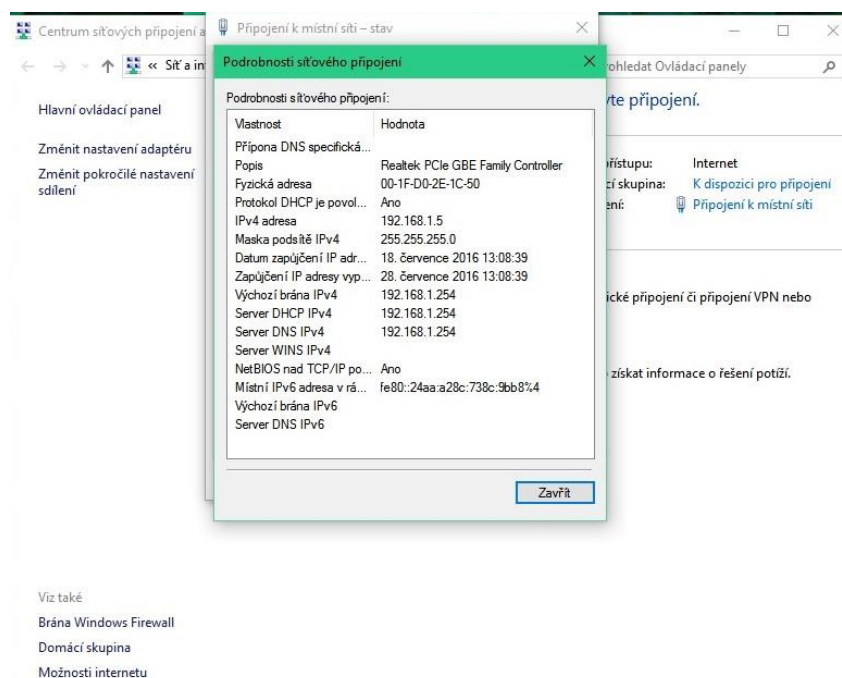 Centrum síťových připojení a
Připojení k místní síti – stav
« Síť a in
Podrobnosti síťového připojení
rohledat Ovládací panely
Hlavní ovládací panel
Změnit nastavení adaptéru
Změnit pokročilé nastavení
sdílení
Podrobnosti síťového připojení:
Vlastnost Hodnota
Přípona DNS specifická...
Popis Realtek PCIe GBE Family Controller
Fyzická adresa 00-1F-D0-2E-1C-50
Protokol DHCP je povol... Ano
IPv4 adresa 192.168.1.5
Maska podsítě IPv4 255.255.255.0
Datum zapůjčení IP adr... 18. července 2016 13:08:39
Zapůjčení IP adresy vyp... 28. července 2016 13:08:39
Výchozí brána IPv4 192.168.1.254
Server DHCP IPv4 192.168.1.254
Server DNS IPv4 192.168.1.254
Server WINS IPv4
NetBIOS nad TCP/IP po... Ano
Místní IPv6 adresa v rá... fe80::24aa:a28c:738c:9bb8%4
Výchozí brána IPv6
Server DNS IPv6
Zavřít
yte připojení.
přístupu: Internet
cí skupina: K dispozici pro připojení
ení: Připojení k místní síti
ické připojení či připojení VPN nebo
získat informace o řešení potíží.
Viz také
Brána Windows Firewall
Domácí skupina
Možnosti internetu